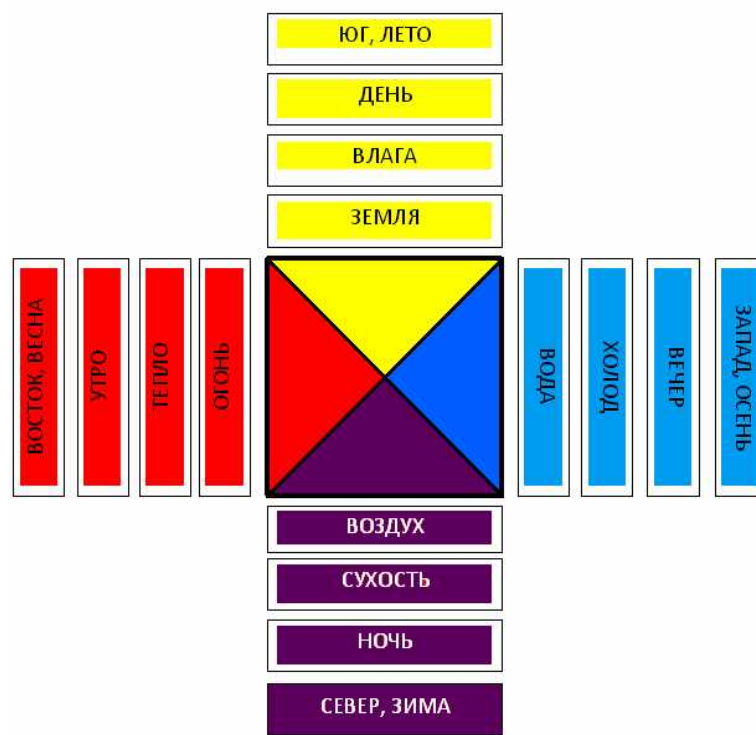 ЮГ, ЛЕТО
ДЕНЬ
ВЛАГА
ЗЕМЛЯ
ВОСТОК, ВЕСНА
УТРО
ТЕПЛО
ОГОНЬ
ВОДА
ХОЛОД
ВЕЧЕР
ЗАПАД, ОСЕНЬ
ВОЗДУХ
СУХОСТЬ
НОЧЬ
СЕВЕР, ЗИМА